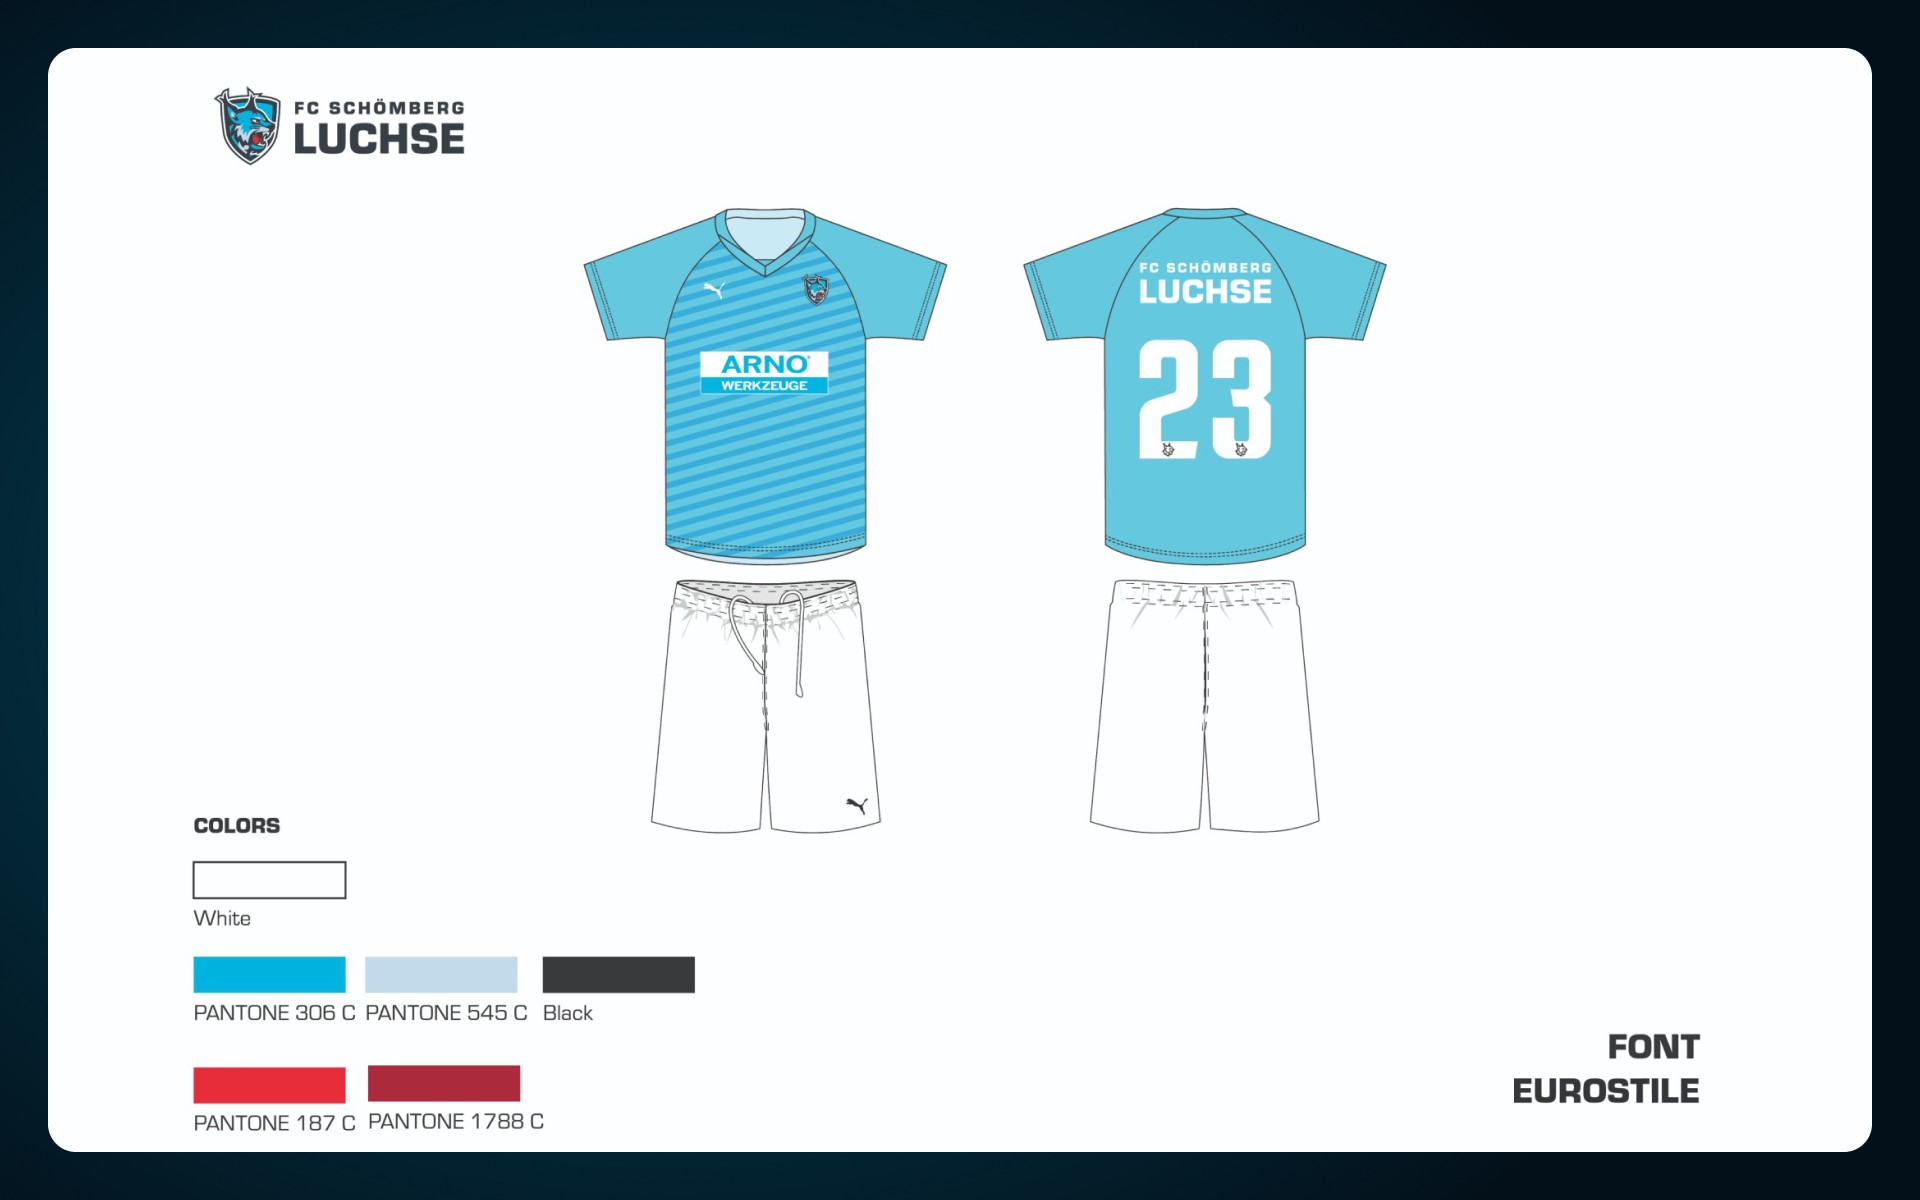 FC SCHÖMBERG
LUCHSE
ARNO®
WERKZEUGE
FC SCHÖMBERG
LUCHSE
23
COLORS
White
PANTONE 306 C
PANTONE 545 C
Black
PANTONE 187 C
PANTONE 1788 C
FONT
EUROSTILE